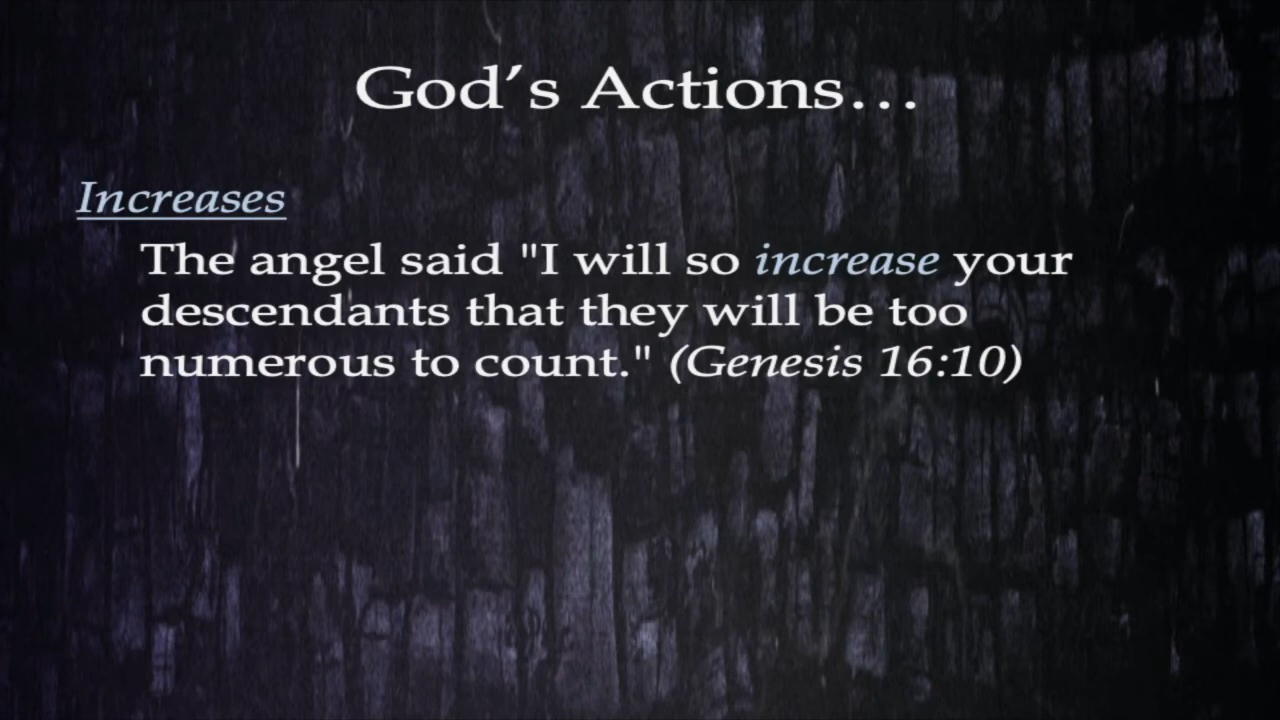 God’s Actions…
Increases
The angel said "I will so increase your
descendants that they will be too
numerous to count." (Genesis 16:10)